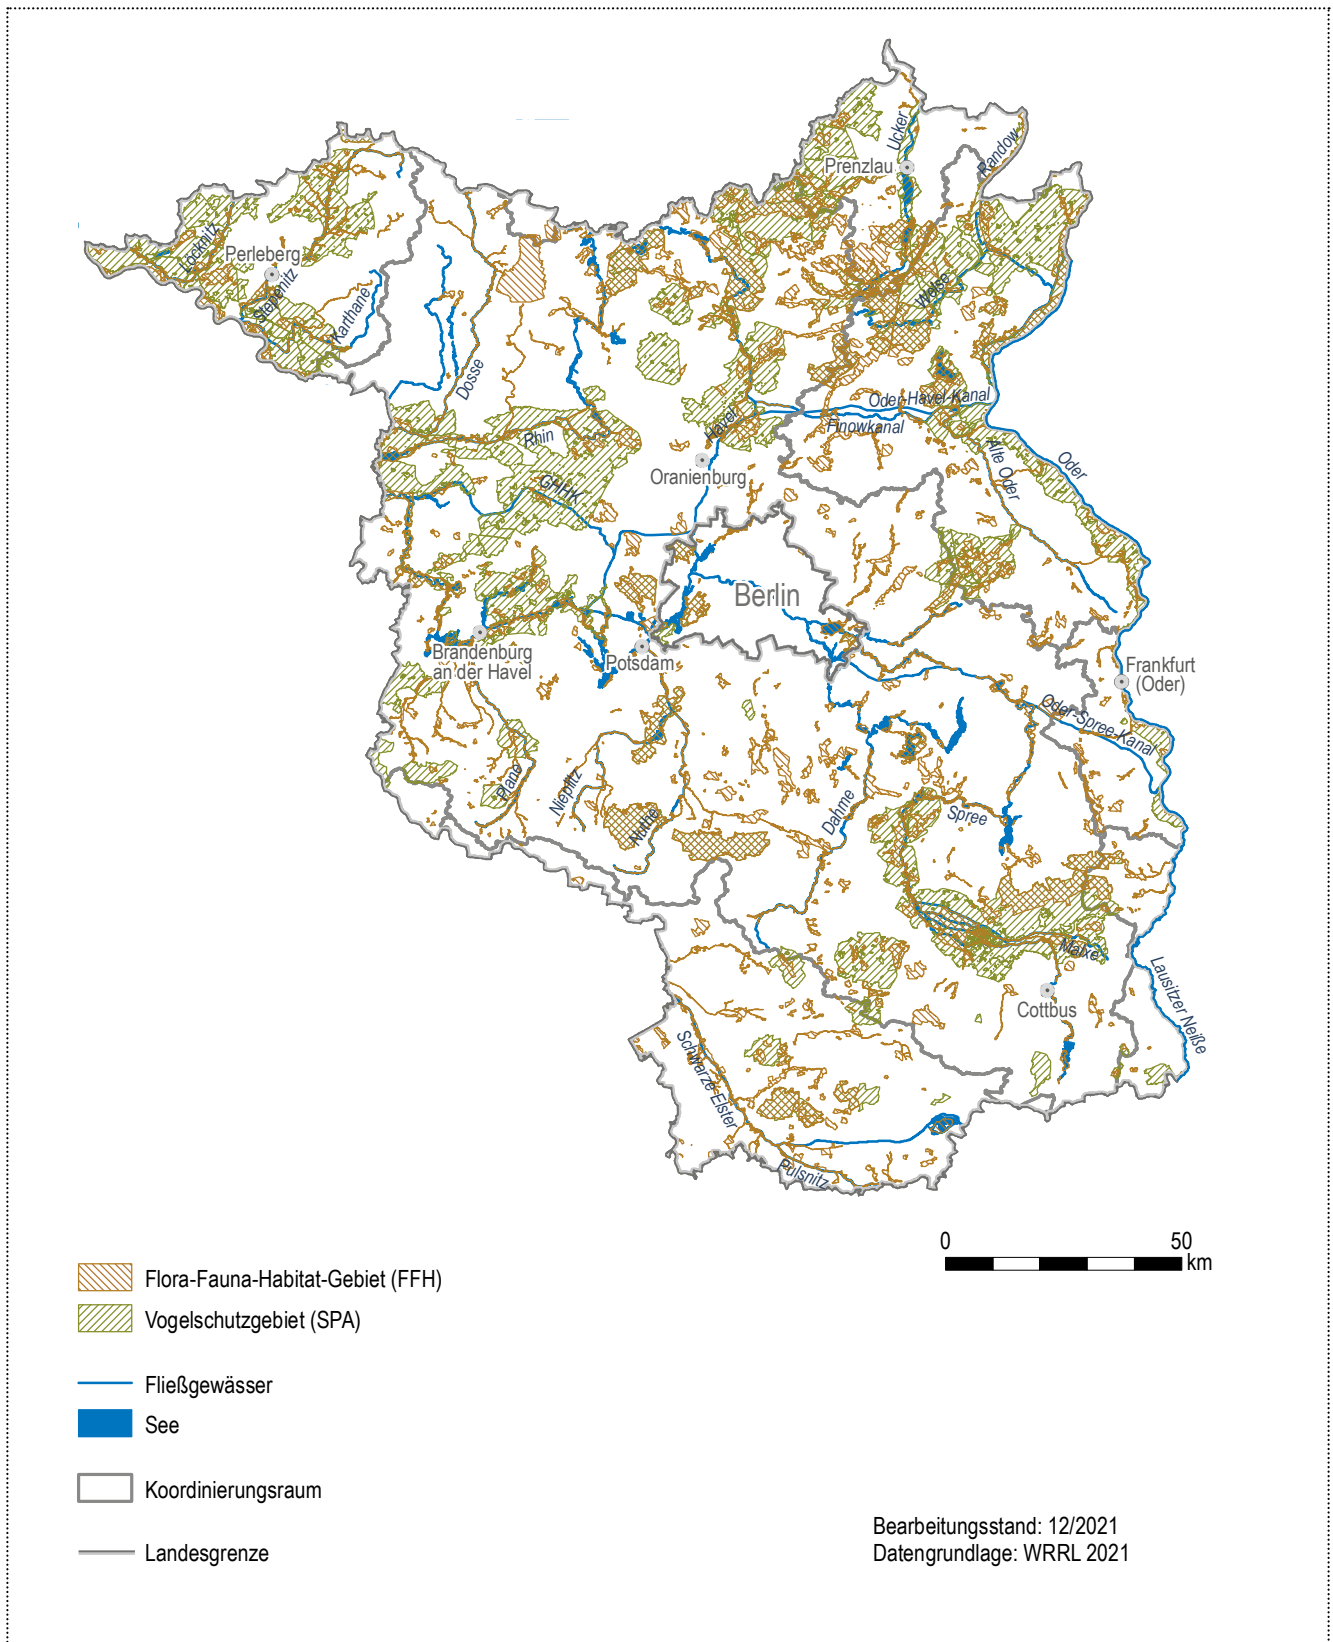 Ucker
Randow
Prenzlau
Löcknitz
Perleberg
Stepenitz
Karthane
Welse
Dosse
Oder-Havel-Kanal
Finowkanal
Havel
Rhin
Alte Oder
Oder
Oranienburg
GHHK
Berlin
Brandenburg
an der Havel
Potsdam
Frankfurt
(Oder)
Oder-Spree-Kanal
Plane
Nieplitz
Nuthe
Dahme
Spree
Malxe
Lausitzer Neiße
Cottbus
Schwarze Elster
Pulsnitz
0 50
km
Flora-Fauna-Habitat-Gebiet (FFH)
Vogelschutzgebiet (SPA)
Fließgewässer
See
Koordinierungsraum
Landesgrenze
Bearbeitungsstand: 12/2021
Datengrundlage: WRRL 2021